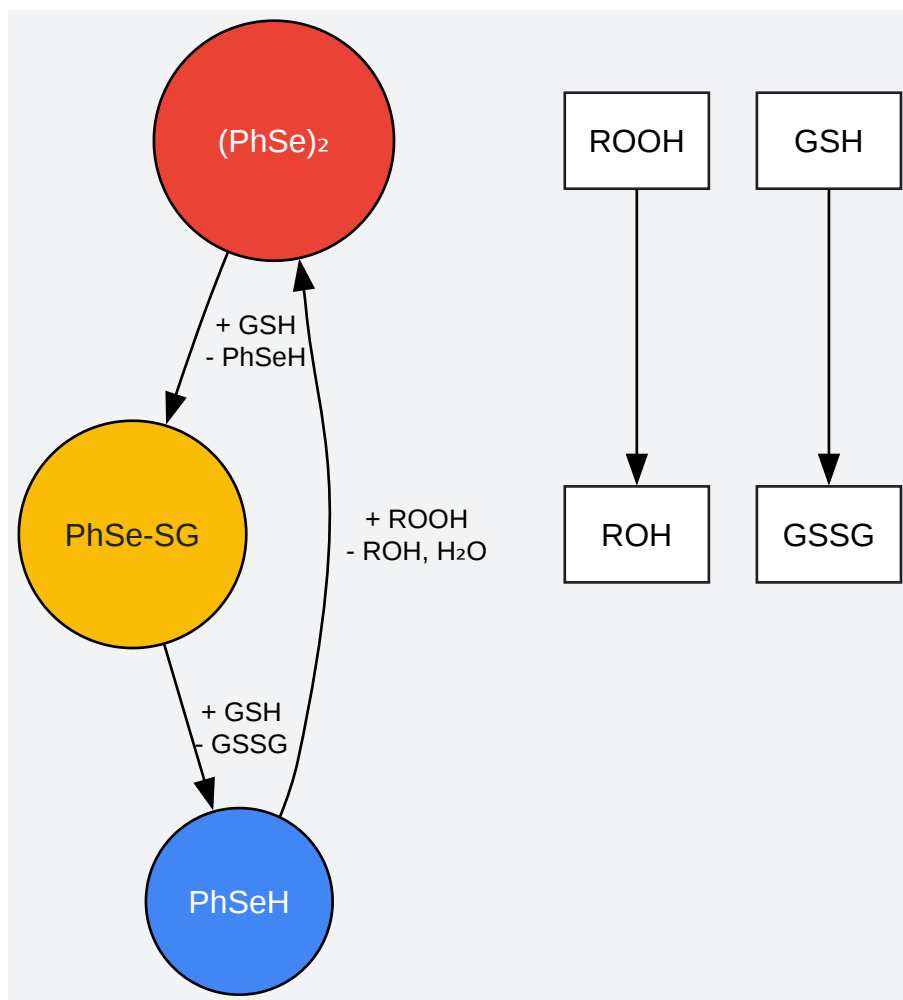 (PhSe)₂
ROOH
GSH
+ GSH
- PhSeH
PhSe-SG
+ ROOH
- ROH, H₂O
ROH
GSSG
+ GSH
- GSSG
PhSeH